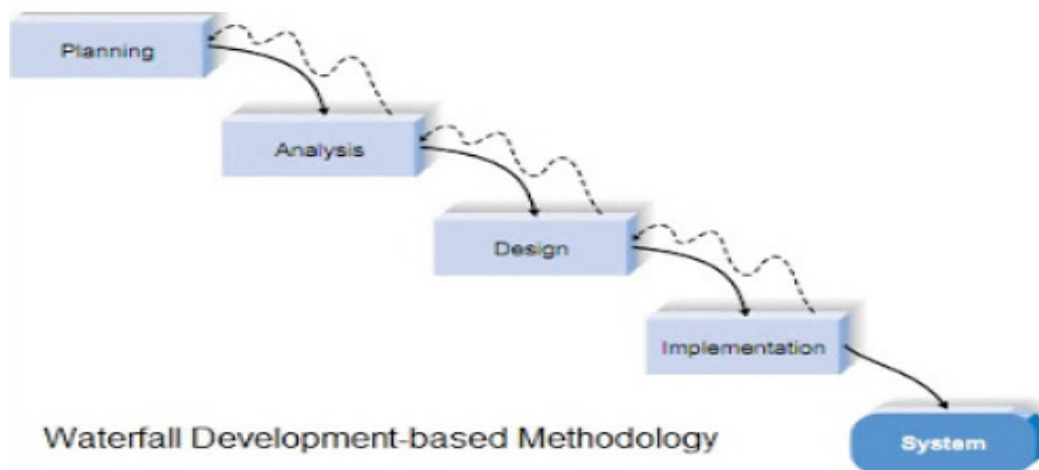 Planning
Analysis
Design
Implementation
Waterfall Development-based Methodology
System